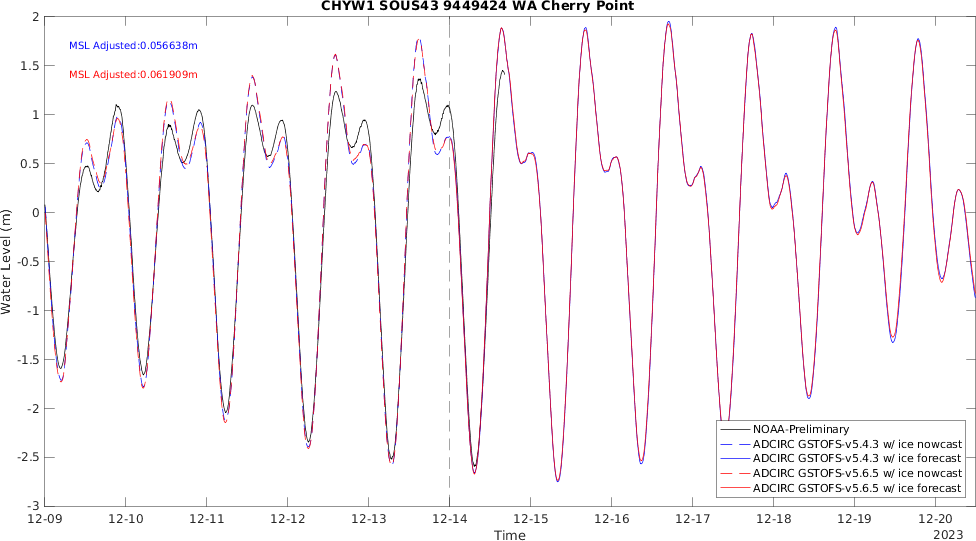 CHYW1 SOUS43 9449424 WA Cherry Point
MSL Adjusted:0.056638m
MSL Adjusted:0.061909m
2
1.5
1
0.5
0
-0.5
-1
-1.5
-2
-2.5
-3
Water Level (m)
NOAA-Preliminary
ADCIRC GSTOFS-v5.4.3 w/ ice nowcast
ADCIRC GSTOFS-v5.4.3 w/ ice forecast
ADCIRC GSTOFS-v5.6.5 w/ ice nowcast
ADCIRC GSTOFS-v5.6.5 w/ ice forecast
12-09 12-10 12-11 12-12 12-13 12-14 12-15 12-16 12-17 12-18 12-19 12-20
2023
Time